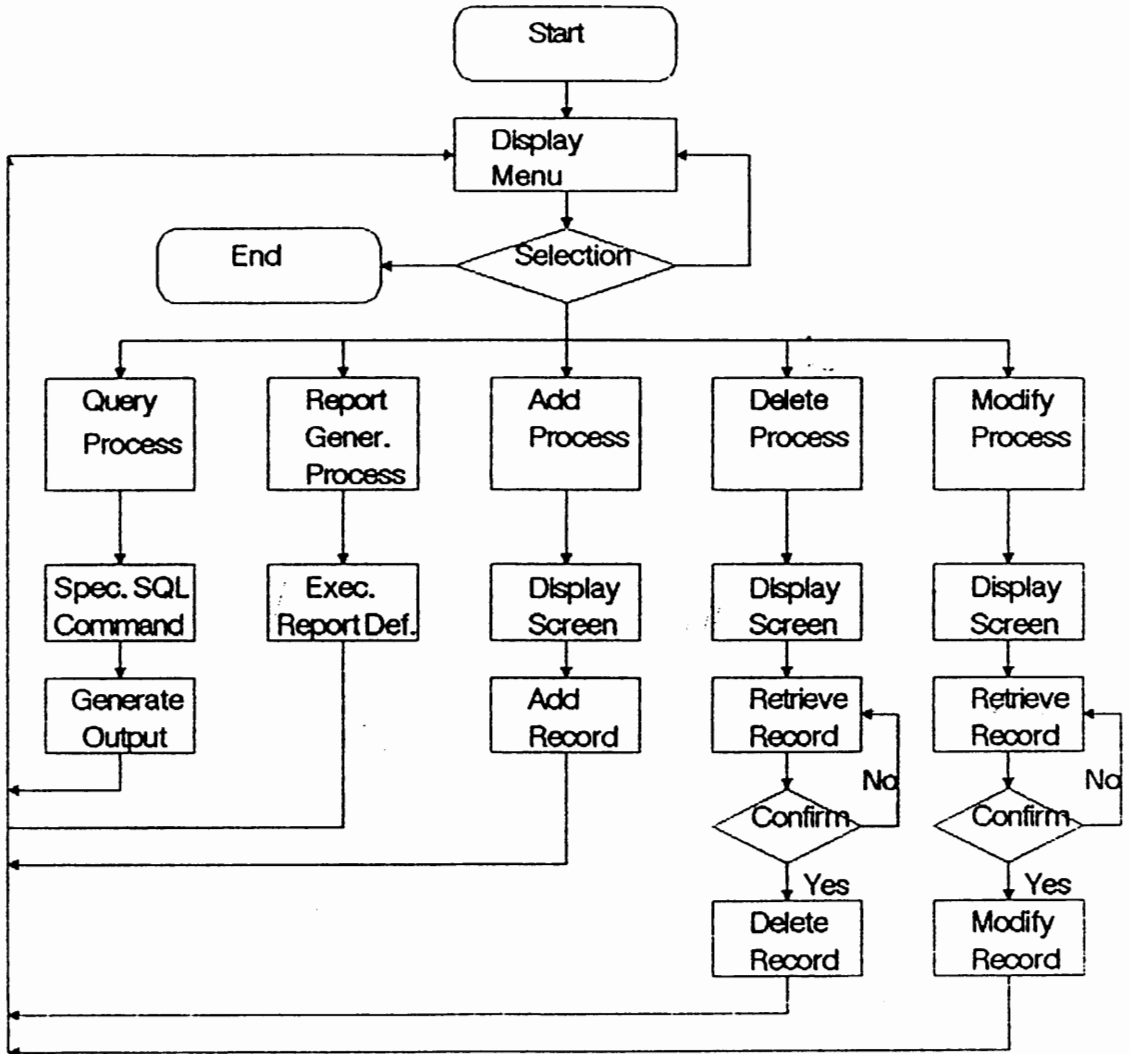 Start
Display
Menu
End
Selection
Query
Process
Report
Gener.
Process
Add
Process
Delete
Process
Modify
Process
Spec. SQL
Command
Exec.
Report Def.
Display
Screen
Display
Screen
Display
Screen
Generate
Output
Add
Record
Retrieve
Record
Retrieve
Record
No
No
Confirm
Confirm
Yes
Yes
Delete
Record
Modify
Record